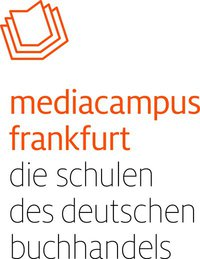 mediacampus
frankfurt
die schulen
des deutschen
buchhandels